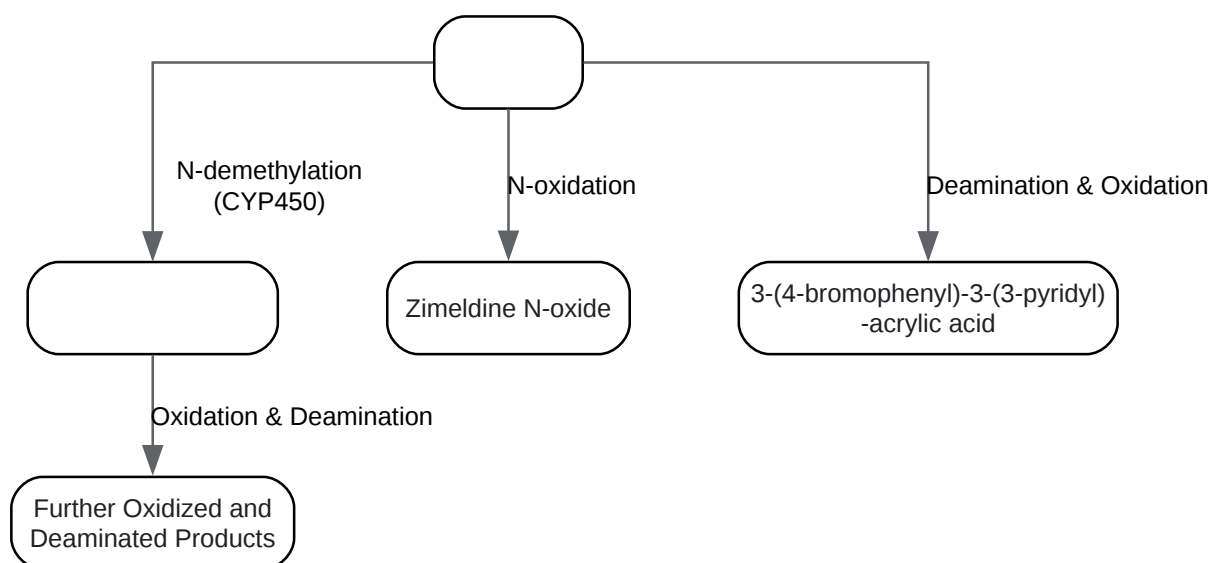 N-demethylation
(CYP450)
N-oxidation
Deamination & Oxidation
Zimeldine N-oxide
3-(4-bromophenyl)-3-(3-pyridyl)
-acrylic acid
Oxidation & Deamination
Further Oxidized and
Deaminated Products